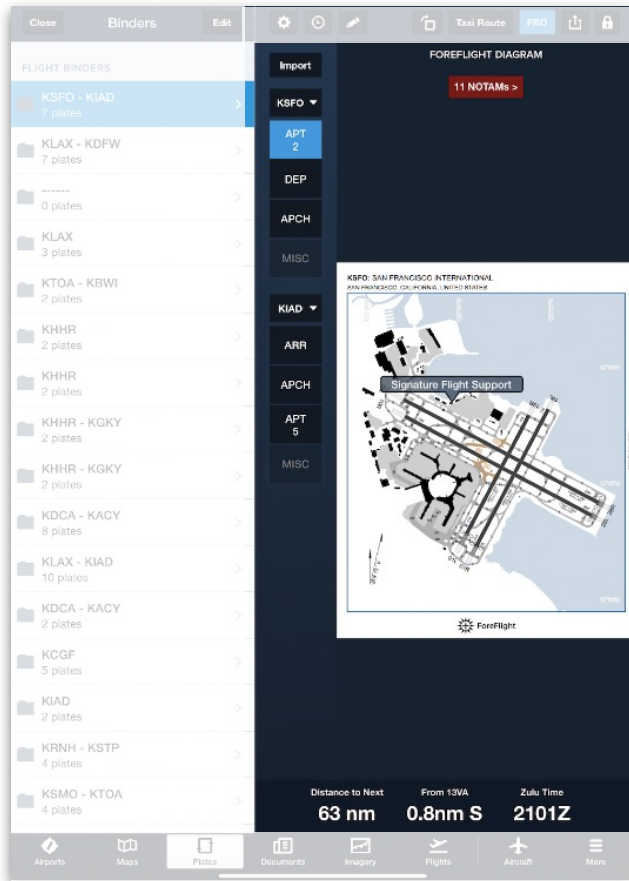 Close
Binders
Edit
Taxi Route
FBO
FLIGHT BINDERS
KSFO - KIAD
7 plates
KLAX - KDFW
7 plates
------
0 plates
KLAX
3 plates
KTOA - KBWI
2 plates
KHHR
2 plates
KHHR
2 plates
KHHR - KGKY
2 plates
KHHR - KGKY
2 plates
KDCA - KACY
8 plates
KLAX - KIAD
10 plates
KDCA - KACY
2 plates
KCGF
5 plates
KIAD
2 plates
KRNH - KSTP
4 plates
KSMO - KTOA
4 plates
Import
KSFO
APT
2
DEP
APCH
MISC
KIAD
ARR
APCH
APT
5
MISC
FOREFLIGHT DIAGRAM
11 NOTAMs >
KSFO: SAN FRANCISCO INTERNATIONAL
SAN FRANCISCO, CALIFORNIA, UNITED STATES
Signature Flight Support
ForeFlight
Distance to Next
63 nm
From 13VA
0.8nm S
Zulu Time
2101Z
Airports
Maps
Plates
Documents
Imagery
Flights
Aircraft
More